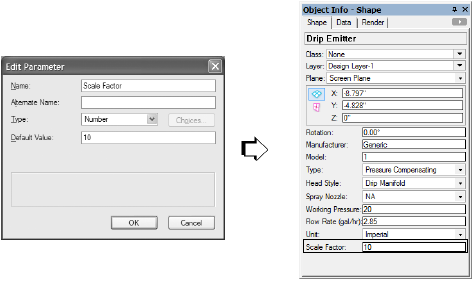 Edit Parameter
Name: Scale Factor
Alternate Name:
Type: Number Choices...
Default Value: 10
OK Cancel
Object Info - Shape
Shape Data Render
Drip Emitter
Class: None
Layer: Design Layer-1
Plane: Screen Plane
X: -8.797"
Y: -4.828"
Z: 0"
Rotation: 0.00°
Manufacturer: Generic
Model: 1
Type: Pressure Compensating
Head Style: Drip Manifold
Spray Nozzle: NA
Working Pressure: 20
Flow Rate (gal/hr): 2.85
Unit: Imperial
Scale Factor: 10